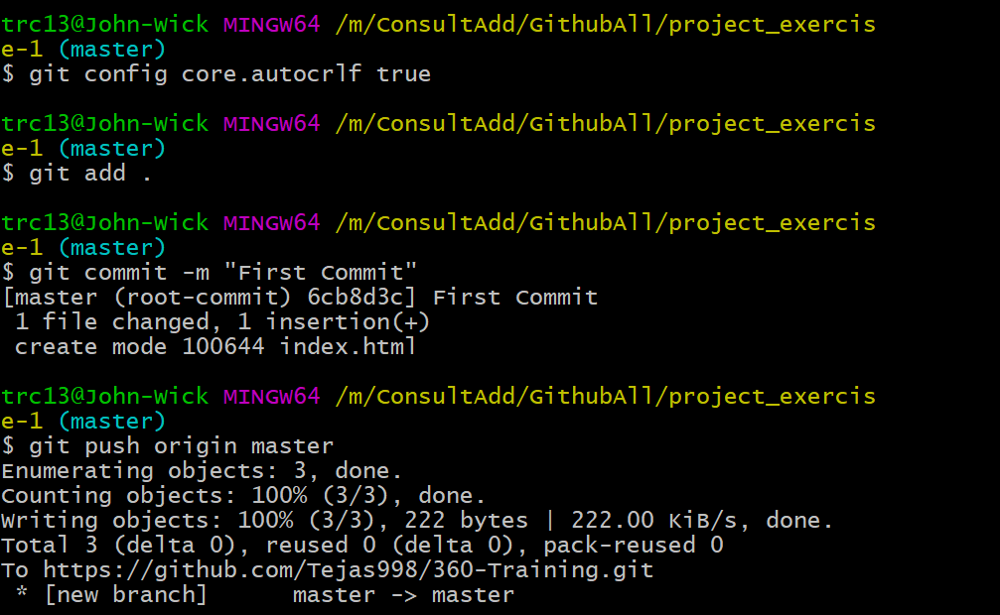 trc13@John-Wick MINGW64 /m/ConsultAdd/GithubAll/project_exercis
e-1 (master)
$ git config core.autocrlf true
trc13@John-Wick MINGW64 /m/ConsultAdd/GithubAll/project_exercis
e-1 (master)
$ git add .
trc13@John-Wick MINGW64 /m/ConsultAdd/GithubAll/project_exercis
e-1 (master)
$ git commit -m "First Commit"
[master (root-commit) 6cb8d3c] First Commit
 1 file changed, 1 insertion(+)
 create mode 100644 index.html
trc13@John-Wick MINGW64 /m/ConsultAdd/GithubAll/project_exercis
e-1 (master)
$ git push origin master
Enumerating objects: 3, done.
Counting objects: 100% (3/3), done.
Writing objects: 100% (3/3), 222 bytes | 222.00 KiB/s, done.
Total 3 (delta 0), reused 0 (delta 0), pack-reused 0
To https://github.com/Tejas998/360-Training.git
 * [new branch]      master -> master